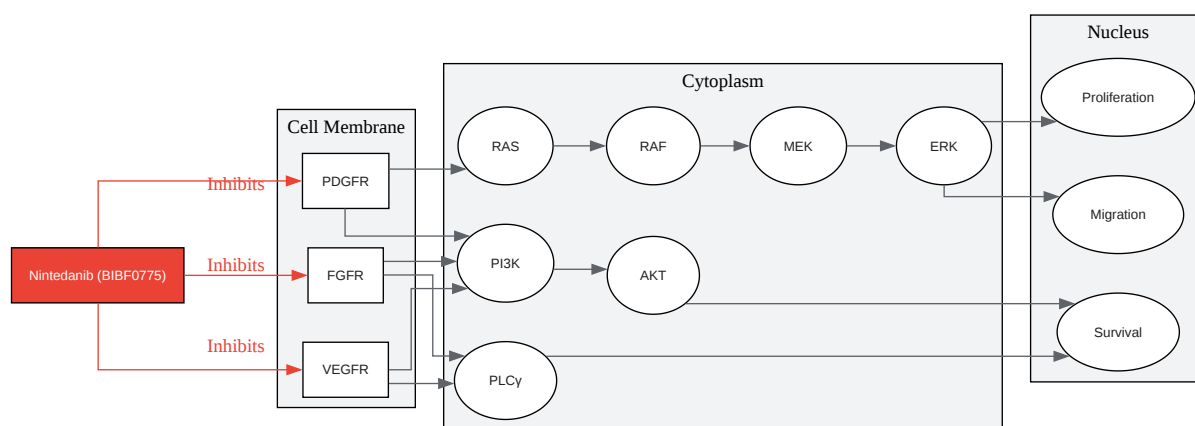 Nucleus
Cytoplasm
Cell Membrane
Proliferation
RAS
RAF
MEK
ERK
Inhibits
PDGFR
Migration
Nintedanib (BIBF0775)
Inhibits
FGFR
PI3K
AKT
Survival
Inhibits
VEGFR
PLCγ